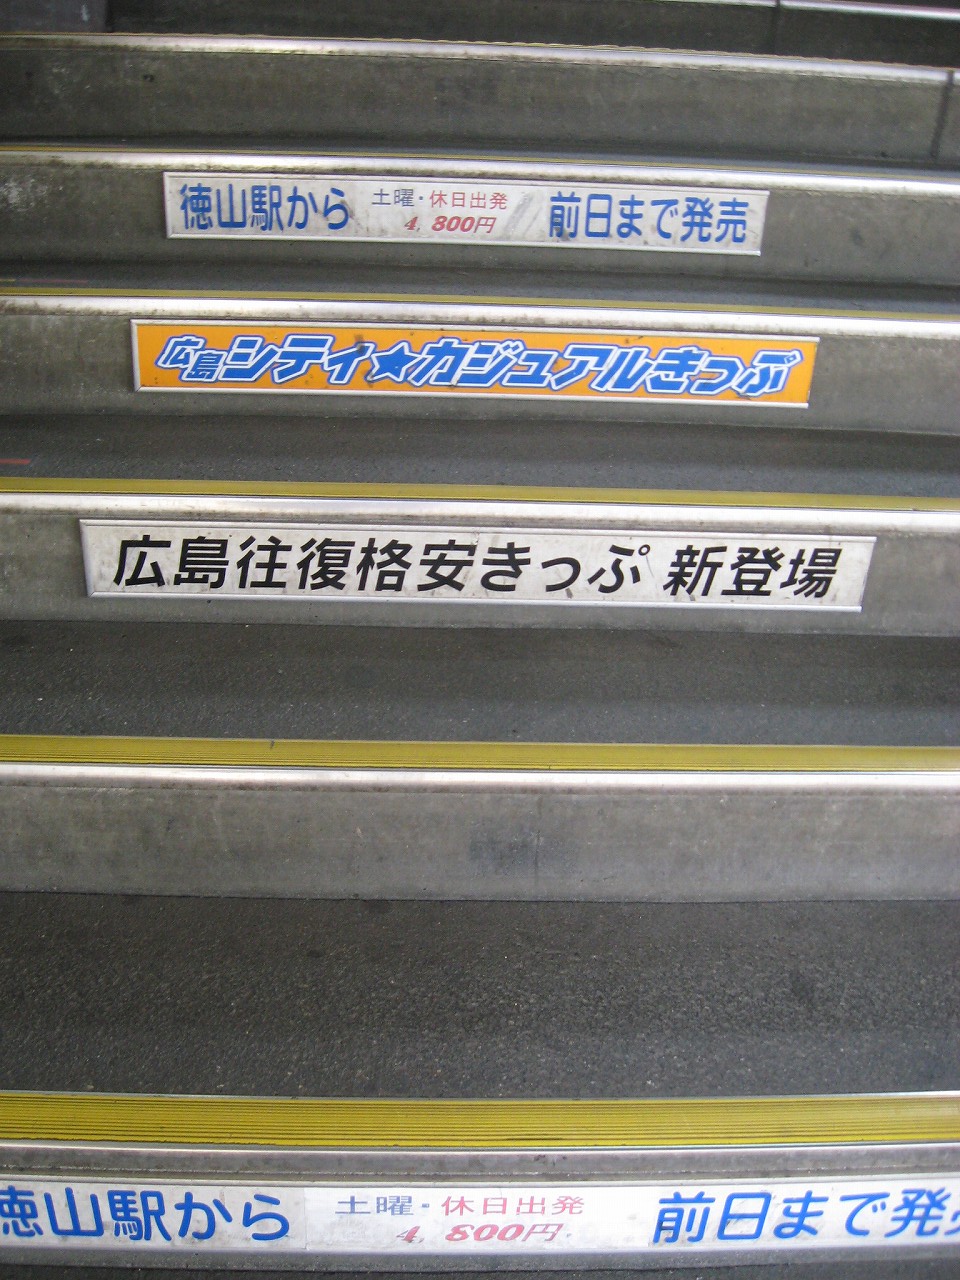 徳山駅から 土曜・休日出発 前日まで発売
4,800円
広島シティ★カジュアルきっぷ
広島往復格安きっぷ 新登場
徳山駅から 土曜・休日出発 前日まで発売
4,800円